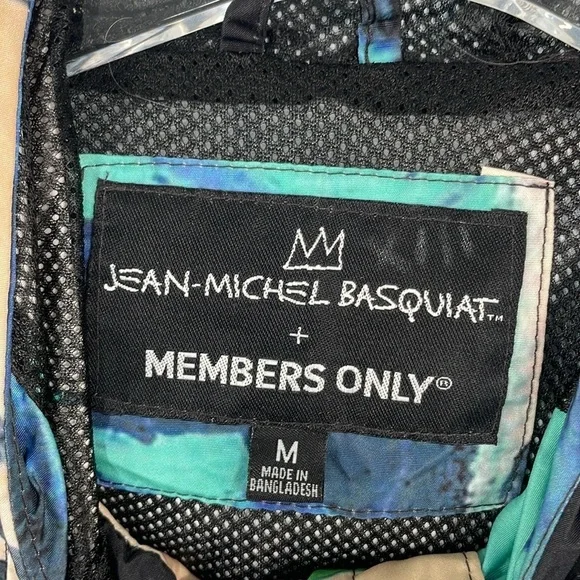 JEAN-MICHEL BASQUIAT™
+
MEMBERS ONLY®
M
MADE IN
BANGLADESH